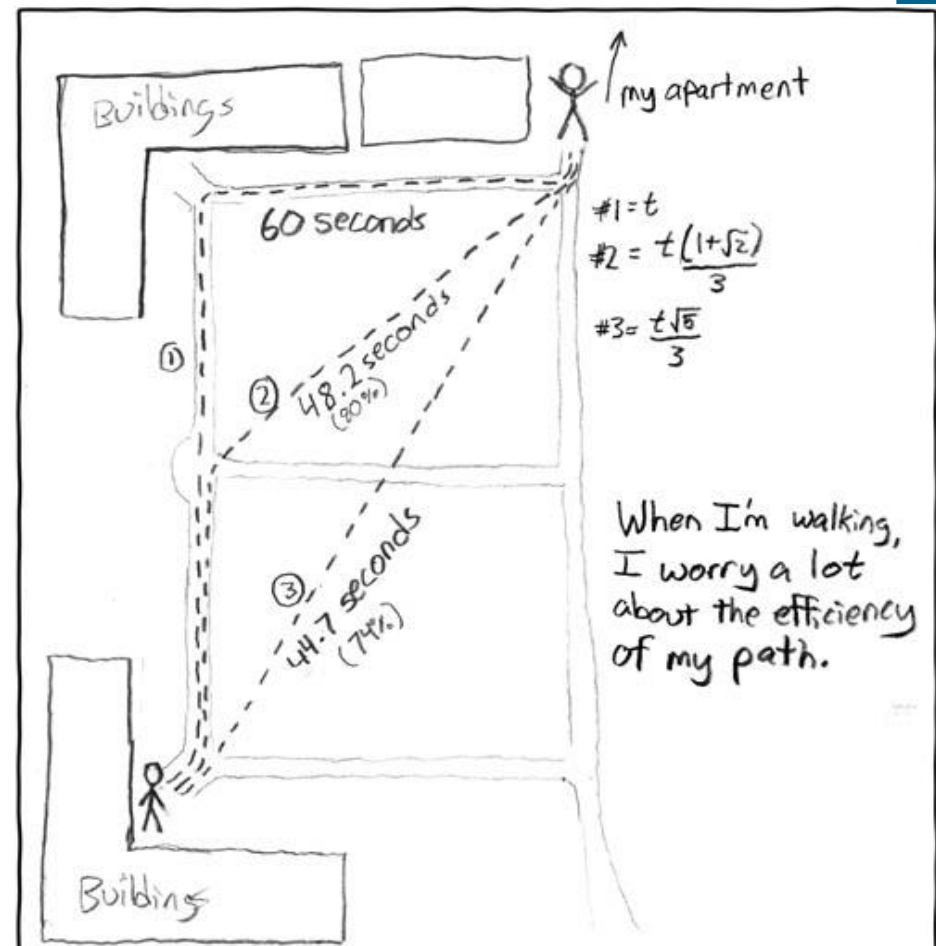 Buildings
my apartment
60 seconds
#1=t
#2 = t(1+√2)
3
#3= t√5
3
①
②
48.2 seconds
(80%)
③
44.7 seconds
(74%)
When I'm walking,
I worry a lot
about the efficiency
of my path.
Buildings